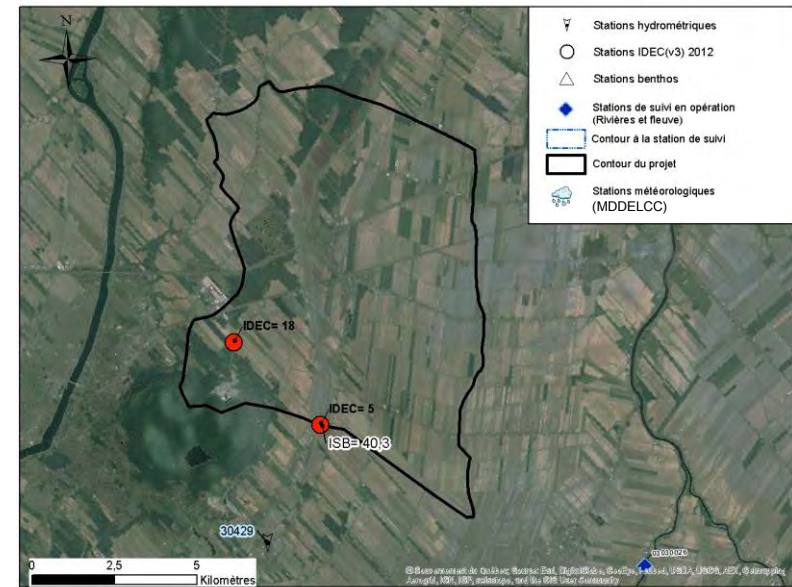 N
Stations hydrométriques
Stations IDEC(v3) 2012
Stations benthos
Stations de suivi en opération
(Rivières et fleuve)
Contour à la station de suivi
Contour du projet
Stations météorologiques
(MDDELCC)
IDEC= 18
IDEC= 5
ISB= 40,3
30429
0 2,5 5
Kilomètres